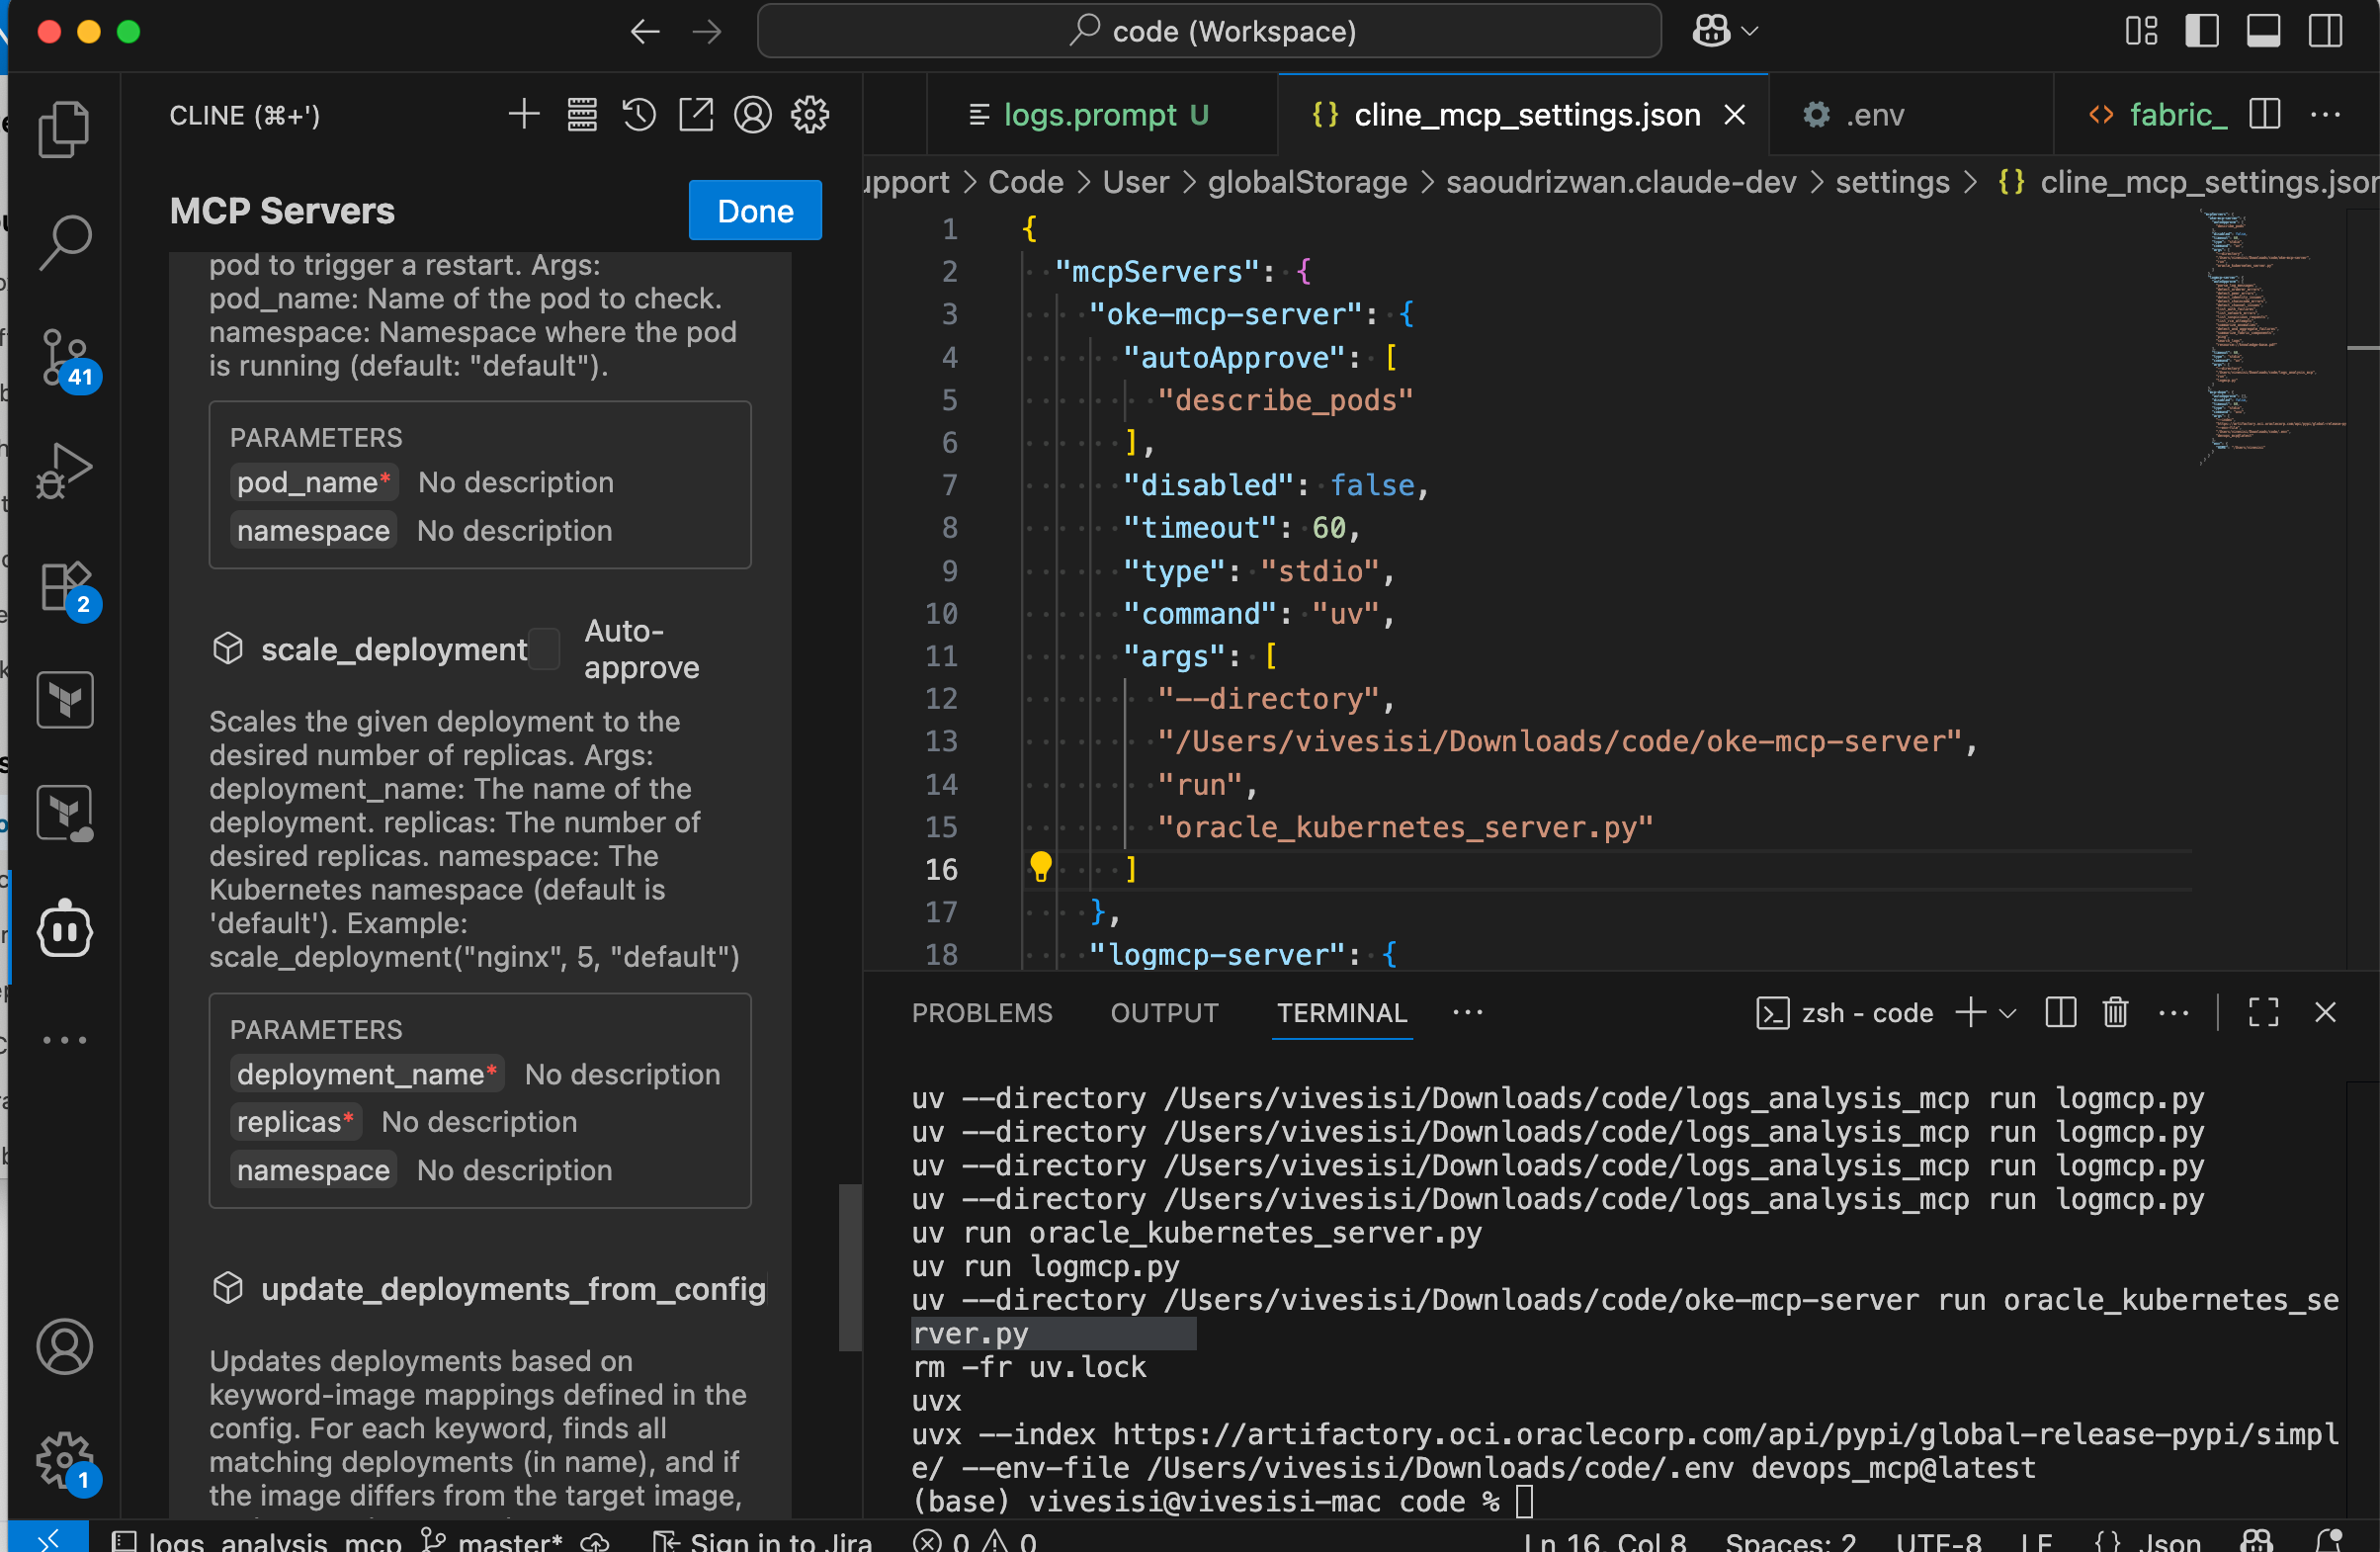 code (Workspace)
CLINE (⌘+')
MCP Servers
Done
pod to trigger a restart. Args:
pod_name: Name of the pod to check.
namespace: Namespace where the pod
is running (default: "default").
PARAMETERS
pod_name* No description
namespace No description
scale_deployment
Auto-
approve
Scales the given deployment to the
desired number of replicas. Args:
deployment_name: The name of the
deployment. replicas: The number of
desired replicas. namespace: The
Kubernetes namespace (default is
'default'). Example:
scale_deployment("nginx", 5, "default")
PARAMETERS
deployment_name* No description
replicas* No description
namespace No description
update_deployments_from_config
Updates deployments based on
keyword-image mappings defined in the
config. For each keyword, finds all
matching deployments (in name), and if
the image differs from the target image,
41
2
1
logs.prompt U
{} cline_mcp_settings.json
.env
<> fabric_
upport > Code > User > globalStorage > saoudrizwan.claude-dev > settings > {} cline_mcp_settings.json
1 {
2 "mcpServers": {
3 "oke-mcp-server": {
4 "autoApprove": [
5 "describe_pods"
6 ],
7 "disabled": false,
8 "timeout": 60,
9 "type": "stdio",
10 "command": "uv",
11 "args": [
12 "--directory",
13 "/Users/vivesisi/Downloads/code/oke-mcp-server",
14 "run",
15 "oracle_kubernetes_server.py"
16 ]
17 },
18 "logmcp-server": {
PROBLEMS OUTPUT TERMINAL ···
zsh - code
uv --directory /Users/vivesisi/Downloads/code/logs_analysis_mcp run logmcp.py
uv --directory /Users/vivesisi/Downloads/code/logs_analysis_mcp run logmcp.py
uv --directory /Users/vivesisi/Downloads/code/logs_analysis_mcp run logmcp.py
uv --directory /Users/vivesisi/Downloads/code/logs_analysis_mcp run logmcp.py
uv run oracle_kubernetes_server.py
uv run logmcp.py
uv --directory /Users/vivesisi/Downloads/code/oke-mcp-server run oracle_kubernetes_se
rver.py
rm -fr uv.lock
uvx
uvx --index https://artifactory.oci.oraclecorp.com/api/pypi/global-release-pypi/simpl
e/ --env-file /Users/vivesisi/Downloads/code/.env devops_mcp@latest
(base) vivesisi@vivesisi-mac code %
logs_analysis_mcp master* Sign in to Jira 0 0 Ln 16, Col 8 Spaces: 2 UTF-8 LF {} Json